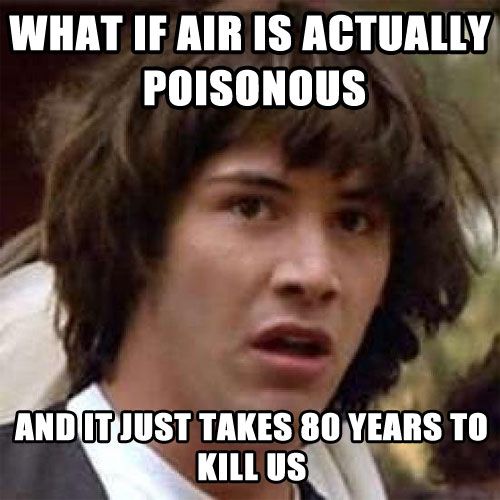 WHAT IF AIR IS ACTUALLY
POISONOUS
AND IT JUST TAKES 80 YEARS TO
KILL US